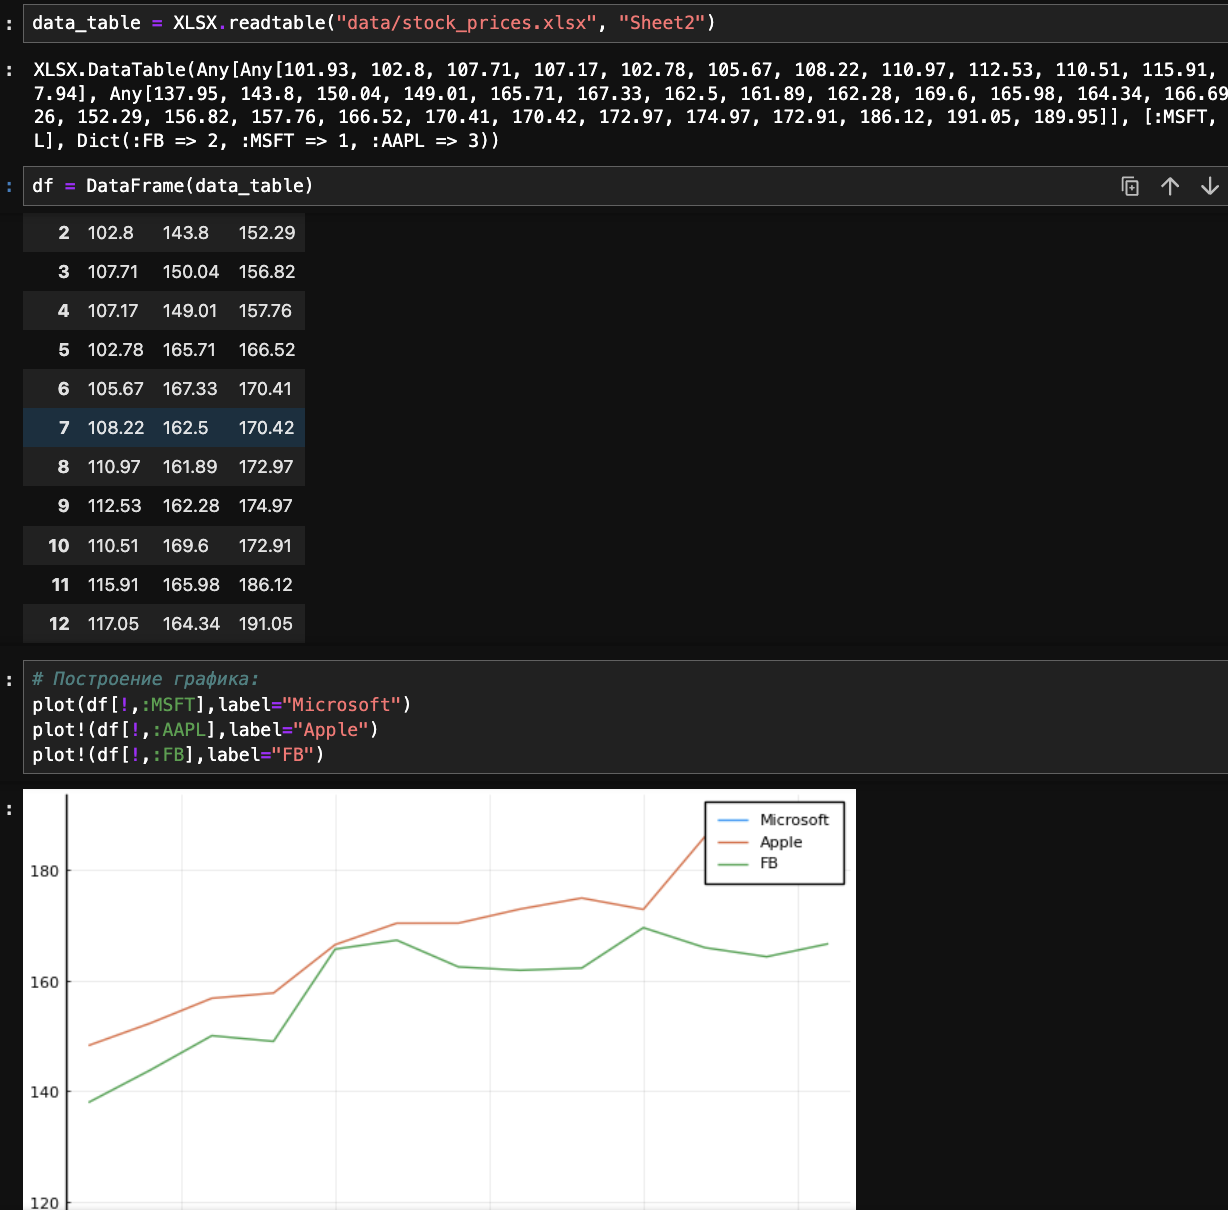 : data_table = XLSX.readtable("data/stock_prices.xlsx", "Sheet2")
: XLSX.DataTable(Any[Any[101.93, 102.8, 107.71, 107.17, 102.78, 105.67, 108.22, 110.97, 112.53, 110.51, 115.91,
7.94], Any[137.95, 143.8, 150.04, 149.01, 165.71, 167.33, 162.5, 161.89, 162.28, 169.6, 165.98, 164.34, 166.69
26, 152.29, 156.82, 157.76, 166.52, 170.41, 170.42, 172.97, 174.97, 172.91, 186.12, 191.05, 189.95]], [:MSFT,
L], Dict(:FB => 2, :MSFT => 1, :AAPL => 3))
: df = DataFrame(data_table)
2 102.8 143.8 152.29
3 107.71 150.04 156.82
4 107.17 149.01 157.76
5 102.78 165.71 166.52
6 105.67 167.33 170.41
7 108.22 162.5 170.42
8 110.97 161.89 172.97
9 112.53 162.28 174.97
10 110.51 169.6 172.91
11 115.91 165.98 186.12
12 117.05 164.34 191.05
: # Построение графика:
plot(df[!,:MSFT],label="Microsoft")
plot!(df[!,:AAPL],label="Apple")
plot!(df[!,:FB],label="FB")
:
Microsoft
Apple
FB
180
160
140
120